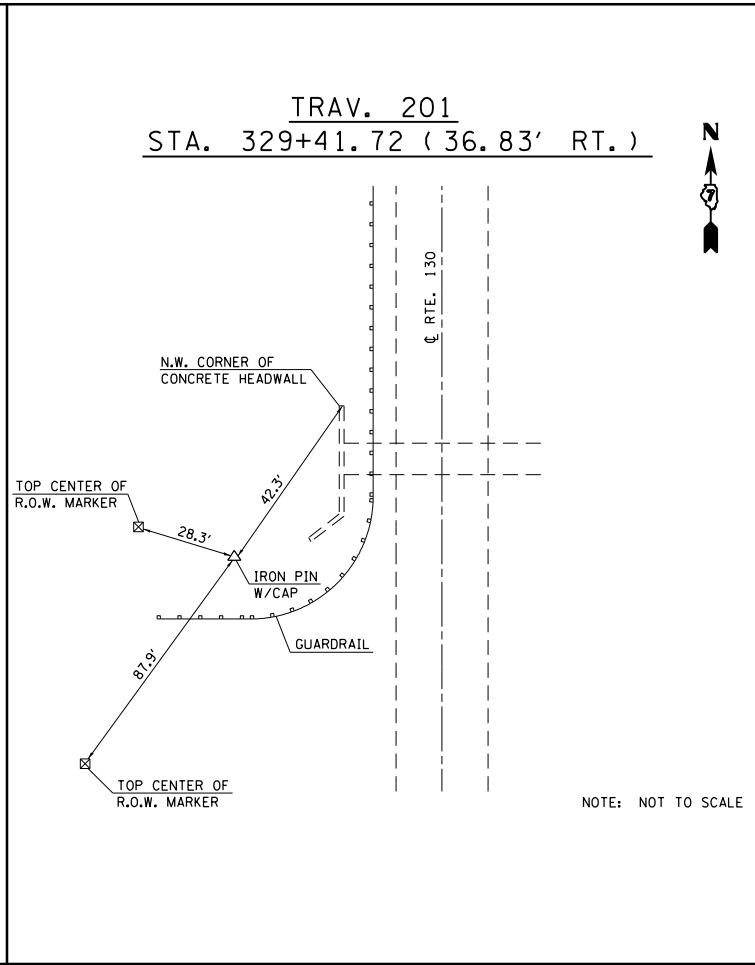 TRAV. 201
STA. 329+41.72 (36.83' RT.)
N
7
℄ RTE. 130
N.W. CORNER OF
CONCRETE HEADWALL
TOP CENTER OF
R.O.W. MARKER
42.3'
28.3'
IRON PIN
W/CAP
GUARDRAIL
87.9'
TOP CENTER OF
R.O.W. MARKER
NOTE: NOT TO SCALE